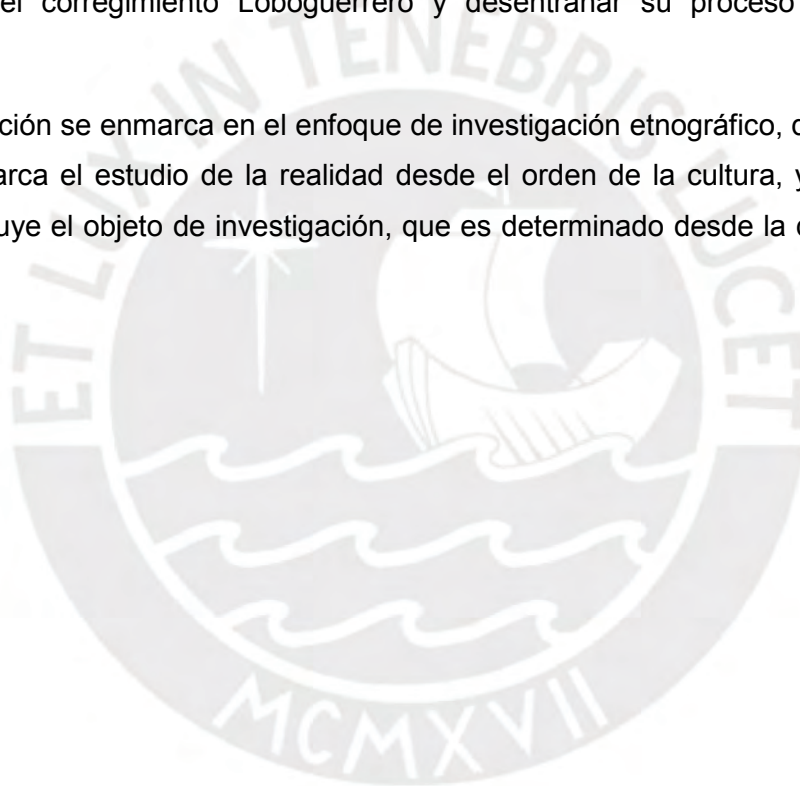 el corregimiento Loboguerrero y desentrañar su proceso
ción se enmarca en el enfoque de investigación etnográfico,
arca el estudio de la realidad desde el orden de la cultura,
uye el objeto de investigación, que es determinado desde la
ET LUX IN TENEBRIS LUCET
MCMXVII